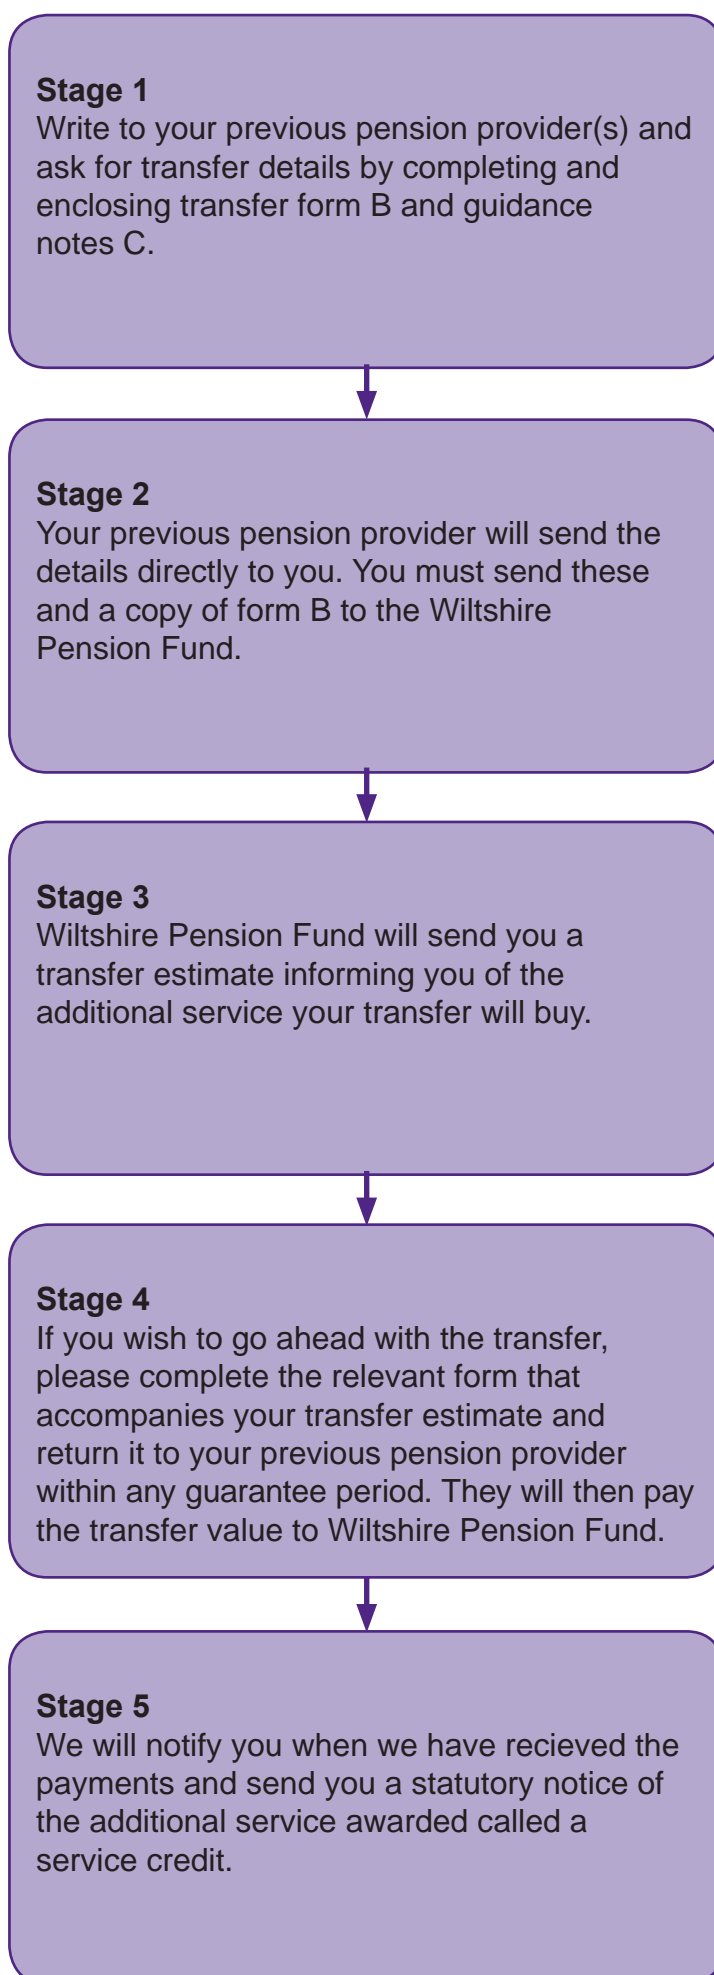 Stage 1
Write to your previous pension provider(s) and
ask for transfer details by completing and
enclosing transfer form B and guidance
notes C.
Stage 2
Your previous pension provider will send the
details directly to you. You must send these
and a copy of form B to the Wiltshire
Pension Fund.
Stage 3
Wiltshire Pension Fund will send you a
transfer estimate informing you of the
additional service your transfer will buy.
Stage 4
If you wish to go ahead with the transfer,
please complete the relevant form that
accompanies your transfer estimate and
return it to your previous pension provider
within any guarantee period. They will then pay
the transfer value to Wiltshire Pension Fund.
Stage 5
We will notify you when we have recieved the
payments and send you a statutory notice of
the additional service awarded called a
service credit.